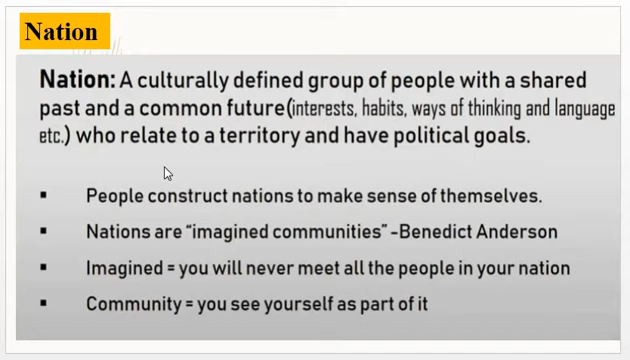 Nation
Nation: A culturally defined group of people with a shared
past and a common future(interests, habits, ways of thinking and language
etc.) who relate to a territory and have political goals.
▪ People construct nations to make sense of themselves.
▪ Nations are “imagined communities” -Benedict Anderson
▪ Imagined = you will never meet all the people in your nation
▪ Community = you see yourself as part of it